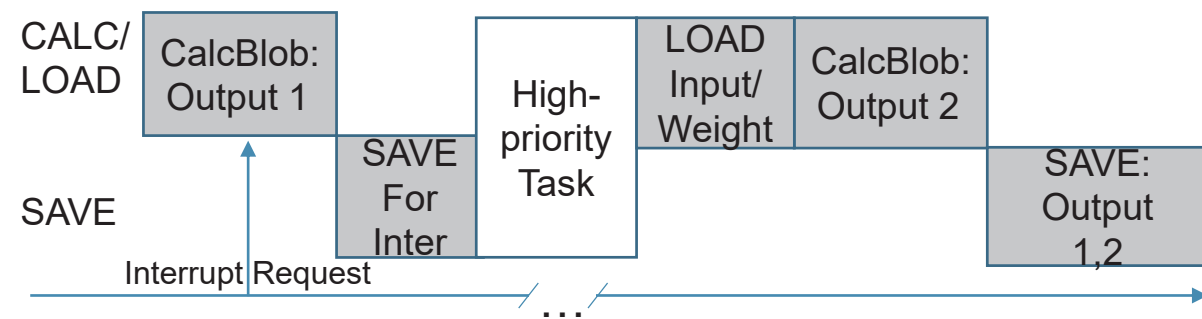 CALC/
LOAD
CalcBlob:
Output 1
SAVE
For
Inter
High-
priority
Task
LOAD
Input/
Weight
CalcBlob:
Output 2
SAVE:
Output
1,2
SAVE
Interrupt Request
...